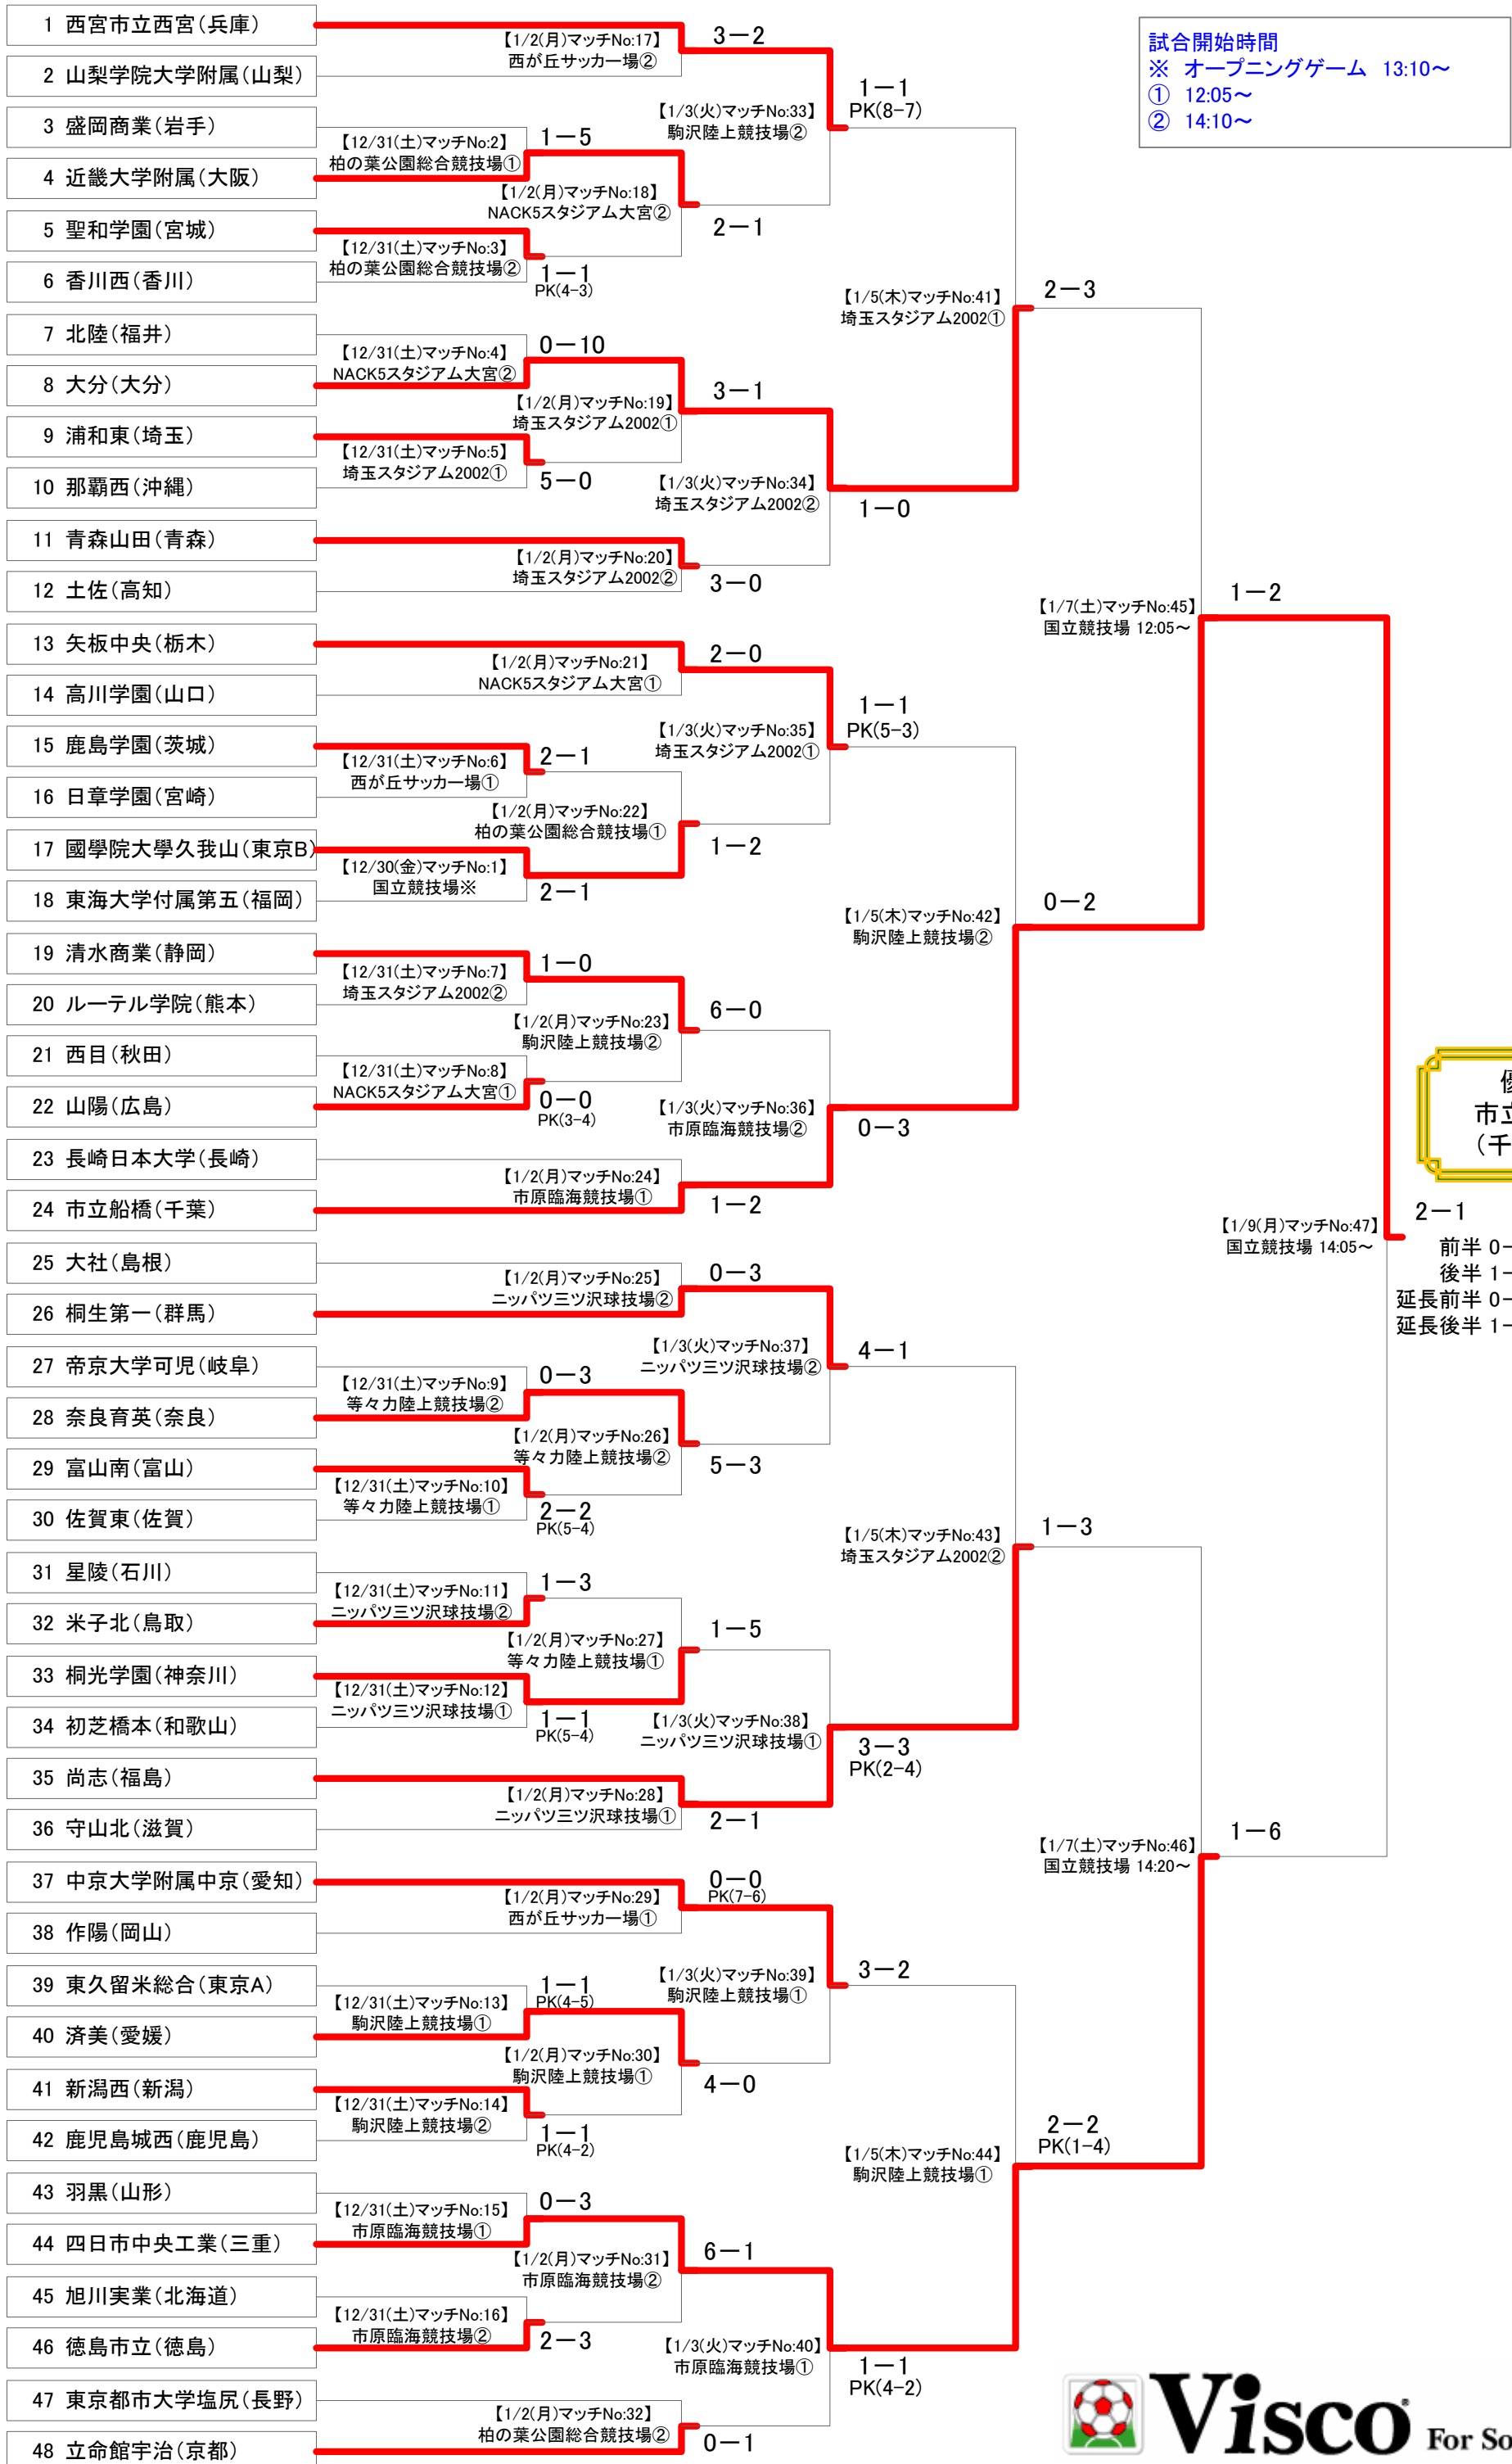 試合開始時間
※ オープニングゲーム 13:10～
① 12:05～
② 14:10～
1 西宮市立西宮(兵庫)
2 山梨学院大学附属(山梨)
3 盛岡商業(岩手)
4 近畿大学附属(大阪)
5 聖和学園(宮城)
6 香川西(香川)
7 北陸(福井)
8 大分(大分)
9 浦和東(埼玉)
10 那覇西(沖縄)
11 青森山田(青森)
12 土佐(高知)
13 矢板中央(栃木)
14 高川学園(山口)
15 鹿島学園(茨城)
16 日章学園(宮崎)
17 國學院大學久我山(東京B)
18 東海大学付属第五(福岡)
19 清水商業(静岡)
20 ルーテル学院(熊本)
21 西目(秋田)
22 山陽(広島)
23 長崎日本大学(長崎)
24 市立船橋(千葉)
25 大社(島根)
26 桐生第一(群馬)
27 帝京大学可児(岐阜)
28 奈良育英(奈良)
29 富山南(富山)
30 佐賀東(佐賀)
31 星陵(石川)
32 米子北(鳥取)
33 桐光学園(神奈川)
34 初芝橋本(和歌山)
35 尚志(福島)
36 守山北(滋賀)
37 中京大学附属中京(愛知)
38 作陽(岡山)
39 東久留米総合(東京A)
40 済美(愛媛)
41 新潟西(新潟)
42 鹿児島城西(鹿児島)
43 羽黒(山形)
44 四日市中央工業(三重)
45 旭川実業(北海道)
46 徳島市立(徳島)
47 東京都市大学塩尻(長野)
48 立命館宇治(京都)
【12/31(土)マッチNo:2】
柏の葉公園総合競技場①
1－5
【12/31(土)マッチNo:3】
柏の葉公園総合競技場②
1－1
PK(4-3)
【12/31(土)マッチNo:4】
NACK5スタジアム大宮②
0－10
【12/31(土)マッチNo:5】
埼玉スタジアム2002①
5－0
【12/31(土)マッチNo:6】
西が丘サッカー場①
2－1
【12/30(金)マッチNo:1】
国立競技場※
2－1
【12/31(土)マッチNo:7】
埼玉スタジアム2002②
1－0
【12/31(土)マッチNo:8】
NACK5スタジアム大宮①
0－0
PK(3-4)
【12/31(土)マッチNo:9】
等々力陸上競技場②
0－3
【12/31(土)マッチNo:10】
等々力陸上競技場①
2－2
PK(5-4)
【12/31(土)マッチNo:11】
ニッパツ三ツ沢球技場②
1－3
【12/31(土)マッチNo:12】
ニッパツ三ツ沢球技場①
1－1
PK(5-4)
【12/31(土)マッチNo:13】
駒沢陸上競技場①
1－1
PK(4-5)
【12/31(土)マッチNo:14】
駒沢陸上競技場②
1－1
PK(4-2)
【12/31(土)マッチNo:15】
市原臨海競技場①
0－3
【12/31(土)マッチNo:16】
市原臨海競技場②
2－3
【1/2(月)マッチNo:17】
西が丘サッカー場②
3－2
【1/2(月)マッチNo:18】
NACK5スタジアム大宮②
2－1
【1/2(月)マッチNo:19】
埼玉スタジアム2002①
3－1
【1/2(月)マッチNo:20】
埼玉スタジアム2002②
3－0
【1/2(月)マッチNo:21】
NACK5スタジアム大宮①
2－0
【1/2(月)マッチNo:22】
柏の葉公園総合競技場①
1－2
【1/2(月)マッチNo:23】
駒沢陸上競技場②
6－0
【1/2(月)マッチNo:24】
市原臨海競技場①
1－2
【1/2(月)マッチNo:25】
ニッパツ三ツ沢球技場②
0－3
【1/2(月)マッチNo:26】
等々力陸上競技場②
5－3
【1/2(月)マッチNo:27】
等々力陸上競技場①
1－5
【1/2(月)マッチNo:28】
ニッパツ三ツ沢球技場①
2－1
【1/2(月)マッチNo:29】
西が丘サッカー場①
0－0
PK(7-6)
【1/2(月)マッチNo:30】
駒沢陸上競技場①
4－0
【1/2(月)マッチNo:31】
市原臨海競技場②
6－1
【1/2(月)マッチNo:32】
柏の葉公園総合競技場②
0－1
【1/3(火)マッチNo:33】
駒沢陸上競技場②
1－1
PK(8-7)
【1/3(火)マッチNo:34】
埼玉スタジアム2002②
1－0
【1/3(火)マッチNo:35】
埼玉スタジアム2002①
1－1
PK(5-3)
【1/3(火)マッチNo:36】
市原臨海競技場②
0－3
【1/3(火)マッチNo:37】
ニッパツ三ツ沢球技場②
4－1
【1/3(火)マッチNo:38】
ニッパツ三ツ沢球技場①
3－3
PK(2-4)
【1/3(火)マッチNo:39】
駒沢陸上競技場①
3－2
【1/3(火)マッチNo:40】
市原臨海競技場①
1－1
PK(4-2)
【1/5(木)マッチNo:41】
埼玉スタジアム2002①
2－3
【1/5(木)マッチNo:42】
駒沢陸上競技場②
0－2
【1/5(木)マッチNo:43】
埼玉スタジアム2002②
1－3
【1/5(木)マッチNo:44】
駒沢陸上競技場①
2－2
PK(1-4)
【1/7(土)マッチNo:45】
国立競技場 12:05～
1－2
【1/7(土)マッチNo:46】
国立競技場 14:20～
1－6
【1/9(月)マッチNo:47】
国立競技場 14:05～
2－1
前半 0-
後半 1-
延長前半 0-
延長後半 1-
市立
(千
Visco For So